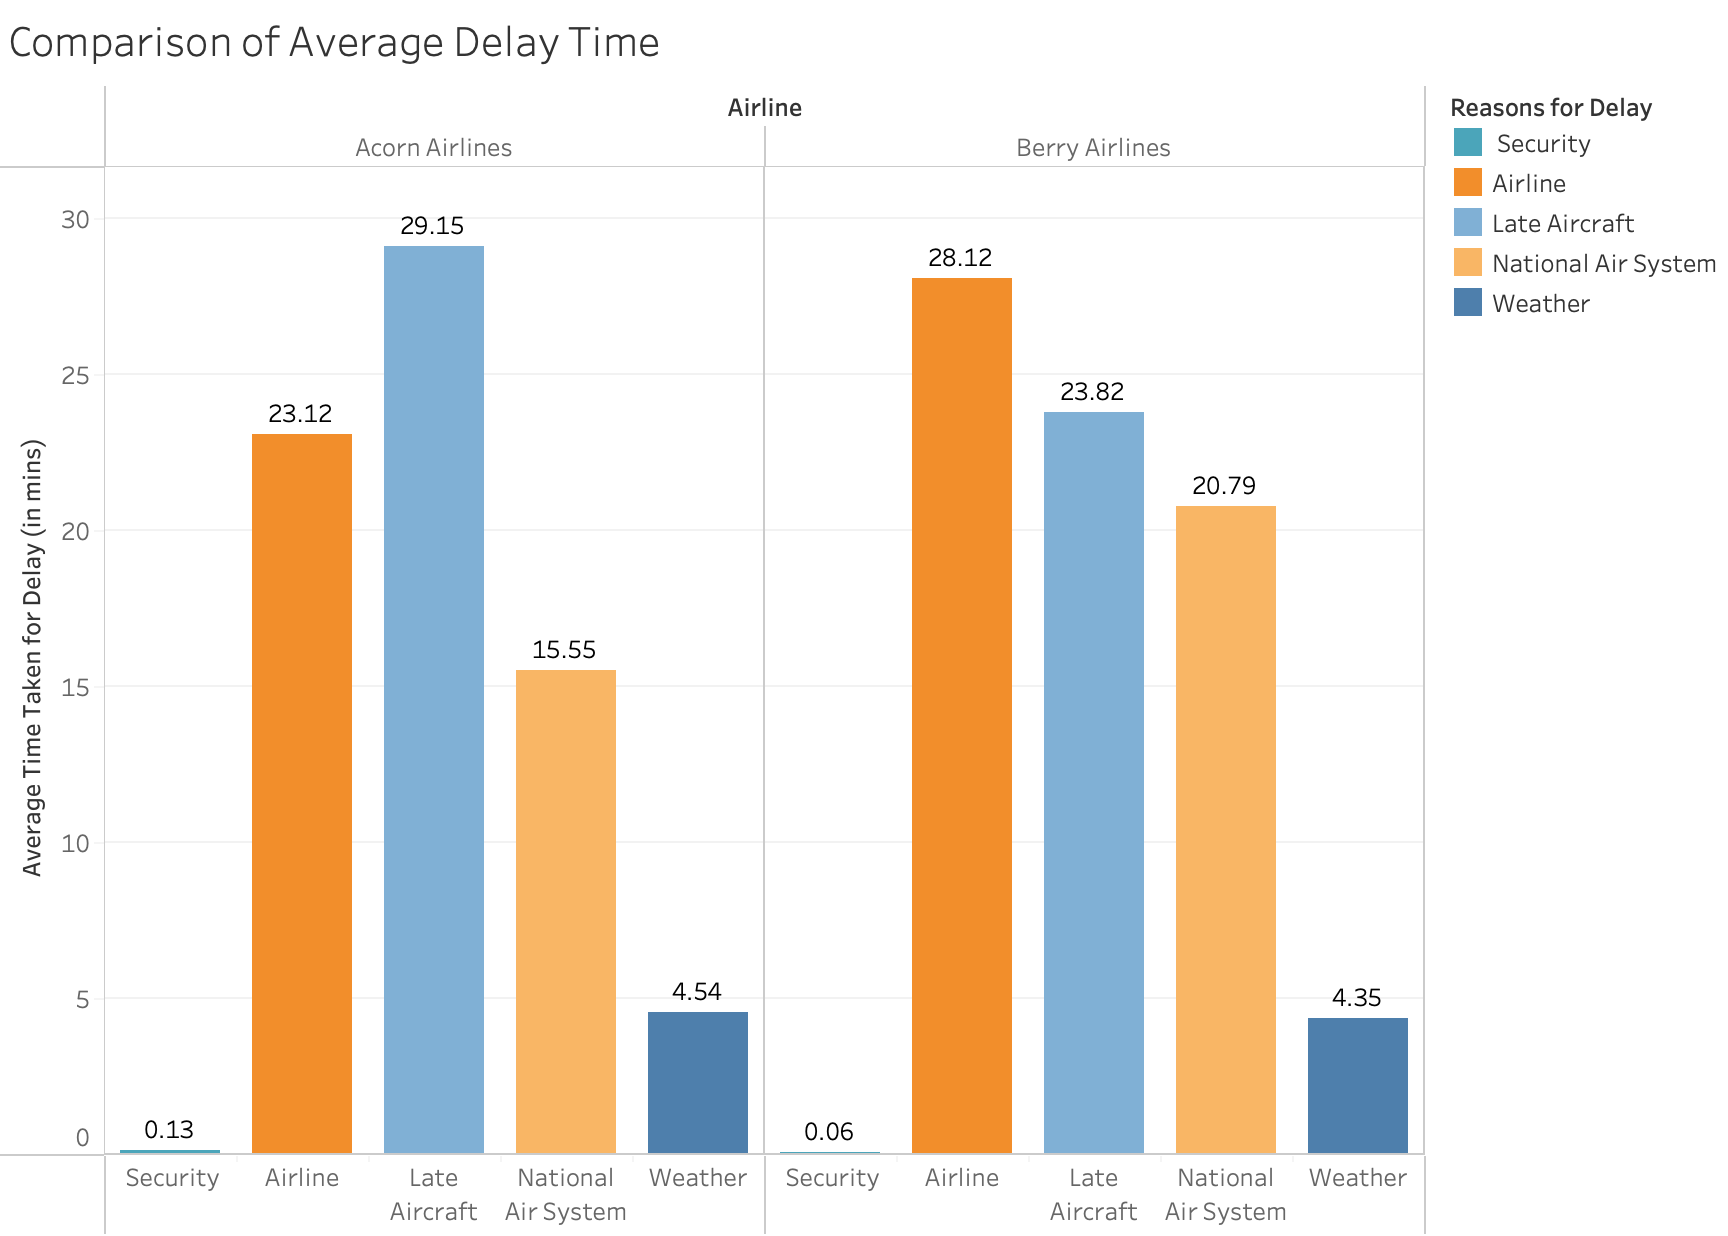 Comparison of Average Delay Time
Airline
Acorn Airlines
Berry Airlines
Reasons for Delay
Security
Airline
Late Aircraft
National Air System
Weather
Average Time Taken for Delay (in mins)
30
25
20
15
10
5
0
0.13
23.12
29.15
15.55
4.54
0.06
28.12
23.82
20.79
4.35
Security
Airline
Late
Aircraft
National
Air System
Weather
Security
Airline
Late
Aircraft
National
Air System
Weather